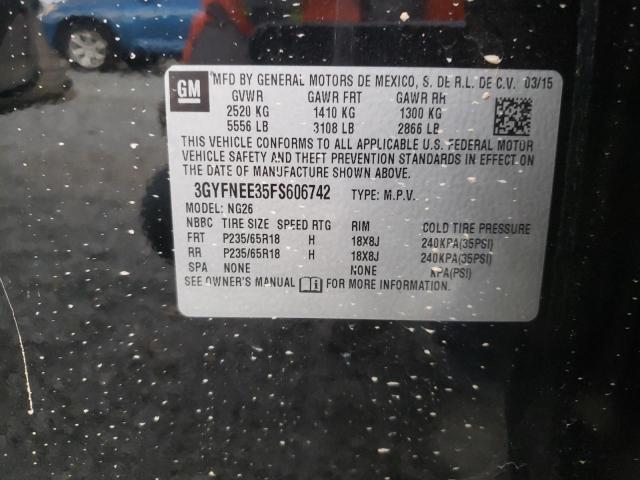 GM
MFD BY GENERAL MOTORS DE MEXICO, S. DE R.L. DE C.V. 03/15
GVWR GAWR FRT GAWR RR
2520 KG 1410 KG 1300 KG
5556 LB 3108 LB 2866 LB
THIS VEHICLE CONFORMS TO ALL APPLICABLE U.S. FEDERAL MOTOR
VEHICLE SAFETY AND THEFT PREVENTION STANDARDS IN EFFECT ON
THE DATE OF MANUFACTURE SHOWN ABOVE.
3GYFNEE35FS606742 TYPE: M.P.V.
MODEL: NG26
NBBC TIRE SIZE SPEED RTG RIM COLD TIRE PRESSURE
FRT P235/65R18 H 18X8J 240KPA(35PSI)
RR P235/65R18 H 18X8J 240KPA(35PSI)
SPA NONE NONE KPA(PSI)
SEE OWNER'S MANUAL FOR MORE INFORMATION.